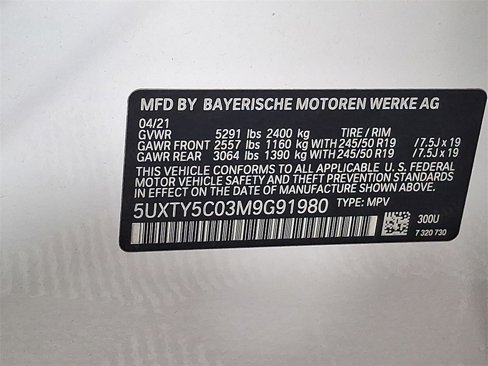 MFD BY BAYERISCHE MOTOREN WERKE AG
04/21
GVWR 5291 lbs 2400 kg TIRE / RIM
GAWR FRONT 2557 lbs 1160 kg WITH 245/50 R19 / 7.5J x 19
GAWR REAR 3064 lbs 1390 kg WITH 245/50 R19 / 7.5J x 19
THIS VEHICLE CONFORMS TO ALL APPLICABLE U. S. FEDERAL
MOTOR VEHICLE SAFETY, BUMPER, AND THEFT PREVENTION STANDARDS
IN EFFECT ON THE DATE OF MANUFACTURE SHOWN ABOVE.
5UXTY5C03M9G91980 TYPE: MPV
300U
7 320 730